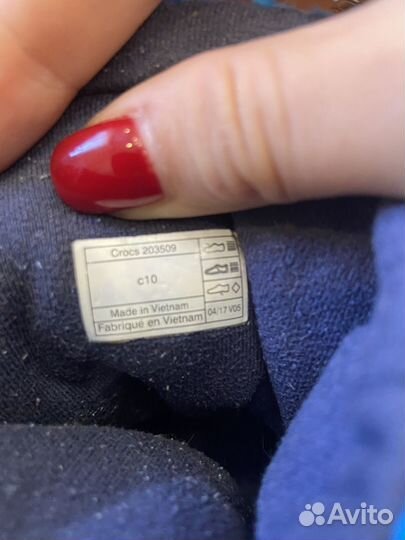 Crocs 203509
c10
Made in Vietnam
Fabriqué en Vietnam
04/17 V05
Avito